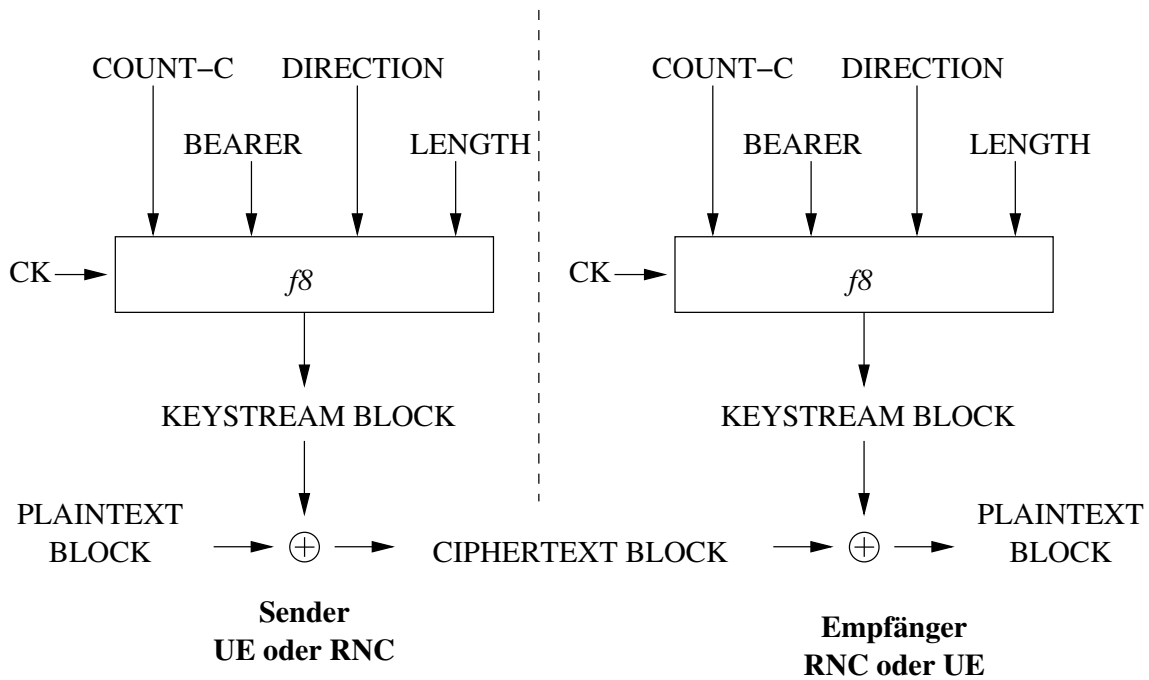 COUNT–C DIRECTION
BEARER LENGTH
CK
f8
KEYSTREAM BLOCK
PLAINTEXT
BLOCK
CIPHERTEXT BLOCK
Sender
UE oder RNC
COUNT–C DIRECTION
BEARER LENGTH
CK
f8
KEYSTREAM BLOCK
PLAINTEXT
BLOCK
Empfänger
RNC oder UE